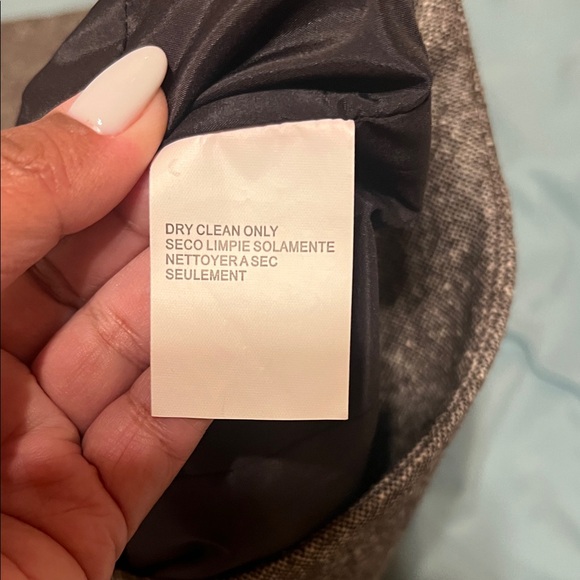 DRY CLEAN ONLY
SECO LIMPIE SOLAMENTE
NETTOYER A SEC
SEULEMENT